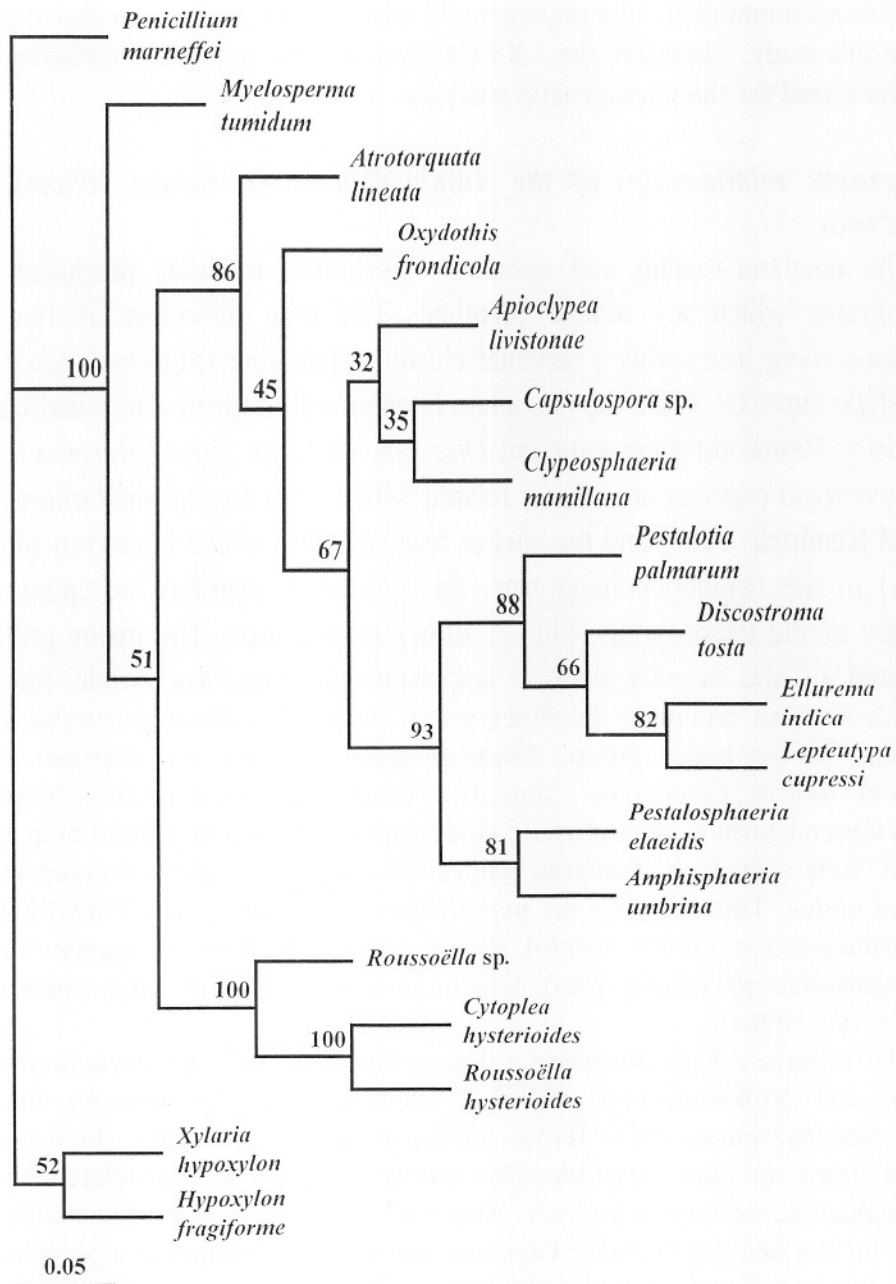 Penicillium
marneffei
Myelosperma
tumidum
100
Atrotorquata
lineata
86
Oxydothis
frondicola
45
Apioclypea
livistonae
32
Capsulospora sp.
35
Clypeosphaeria
mamillana
67
Pestalotia
palmarum
88
Discostroma
tosta
66
Ellurema
indica
82
Lepteutypa
cupressi
51
93
Pestalosphaeria
elaeidis
81
Amphisphaeria
umbrina
Roussoëlla sp.
100
Cytoplea
hysterioides
100
Roussoëlla
hysterioides
Xylaria
hypoxylon
52
Hypoxylon
fragiforme
0.05